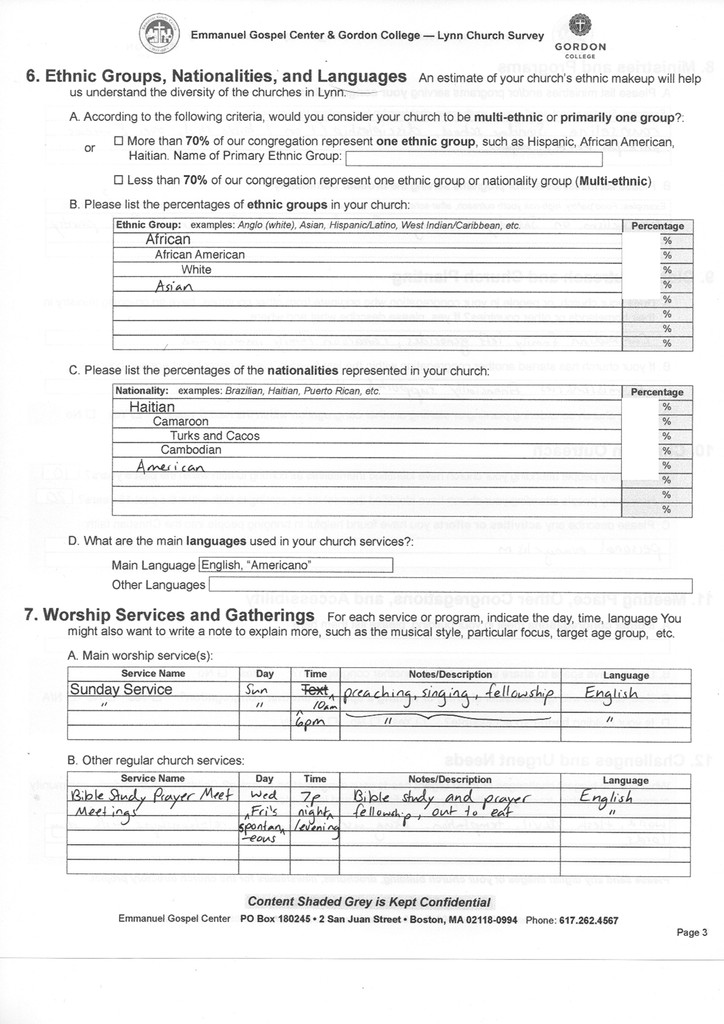 Emmanuel Gospel Center & Gordon College — Lynn Church Survey
GORDON
COLLEGE
6. Ethnic Groups, Nationalities, and Languages An estimate of your church's ethnic makeup will help
us understand the diversity of the churches in Lynn.
A. According to the following criteria, would you consider your church to be multi-ethnic or primarily one group?:
☐ More than 70% of our congregation represent one ethnic group, such as Hispanic, African American,
or
Haitian. Name of Primary Ethnic Group:
☐ Less than 70% of our congregation represent one ethnic group or nationality group (Multi-ethnic)
B. Please list the percentages of ethnic groups in your church:
Ethnic Group: examples: Anglo (white), Asian, Hispanic/Latino, West Indian/Caribbean, etc. Percentage
African %
African American %
White %
Asian %
%
%
%
C. Please list the percentages of the nationalities represented in your church:
Nationality: examples: Brazilian, Haitian, Puerto Rican, etc. Percentage
Haitian %
Camaroon %
Turks and Cacos %
Cambodian %
American %
%
%
%
D. What are the main languages used in your church services?:
Main Language English, "Americano"
Other Languages
7. Worship Services and Gatherings For each service or program, indicate the day, time, language You
might also want to write a note to explain more, such as the musical style, particular focus, target age group, etc.
A. Main worship service(s):
Service Name Day Time Notes/Description Language
Sunday Service Sun Text preaching, singing, fellowship English
" " 10am
6pm " "
B. Other regular church services:
Service Name Day Time Notes/Description Language
Bible Study Prayer Meet Wed 7p Bible study and prayer English
Meetings Fri's night fellowship, out to eat "
spontan /evening
-eous
Content Shaded Grey is Kept Confidential
Emmanuel Gospel Center PO Box 180245 • 2 San Juan Street • Boston, MA 02118-0994 Phone: 617.262.4567
Page 3